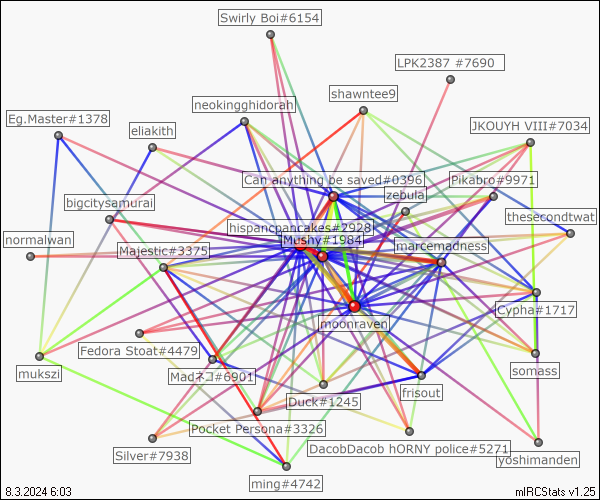 Swirly Boi#6154
LPK2387 #7690
shawntee9
neokingghidorah
Eg.Master#1378
eliakith
JKOUYH VIII#7034
Can anything be saved#0396
Pikabro#9971
zebula
bigcitysamurai
thesecondtwat
hispancpancakes#2928
normalwan
Mushy#1984
Majestic#3375
marcemadness
Cypha#1717
moonraven
Fedora Stoat#4479
mukszi
Madネコ#6901
somass
frisout
Duck#1245
Pocket Persona#3326
Silver#7938
DacobDacob hORNY police#5271
yoshimanden
ming#4742
8.3.2024 6:03
mIRCStats v1.25